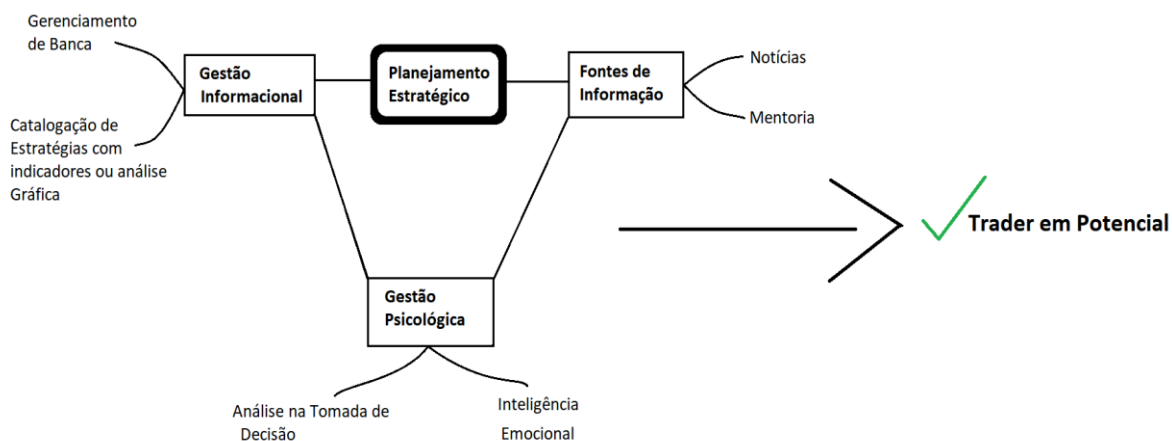 Gerenciamento
de Banca
Gestão
Informacional
Catalogação de
Estratégias com
indicadores ou análise
Gráfica
Planejamento
Estratégico
Fontes de
Informação
Notícias
Mentoria
Gestão
Psicológica
Análise na Tomada de
Decisão
Inteligência
Emocional
Trader em Potencial